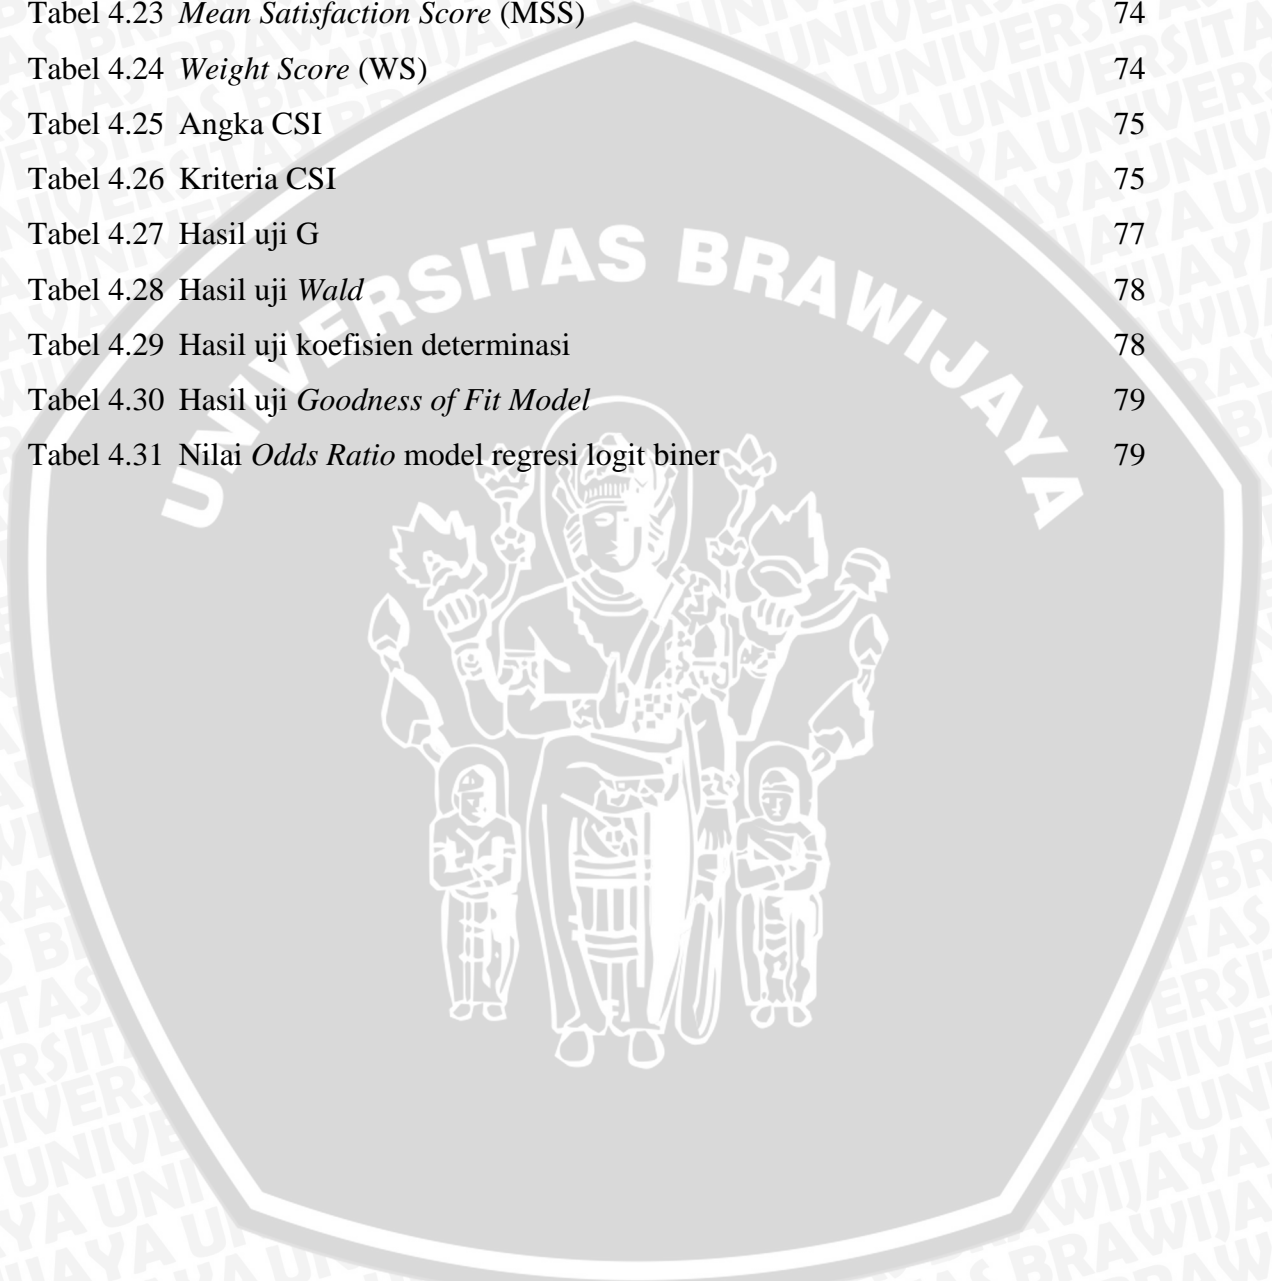 Tabel 4.23 Mean Satisfaction Score (MSS) 74
Tabel 4.24 Weight Score (WS) 74
Tabel 4.25 Angka CSI 75
Tabel 4.26 Kriteria CSI 75
Tabel 4.27 Hasil uji G 77
Tabel 4.28 Hasil uji Wald 78
Tabel 4.29 Hasil uji koefisien determinasi 78
Tabel 4.30 Hasil uji Goodness of Fit Model 79
Tabel 4.31 Nilai Odds Ratio model regresi logit biner 79
UNIVERSITAS BRAWIJAYA